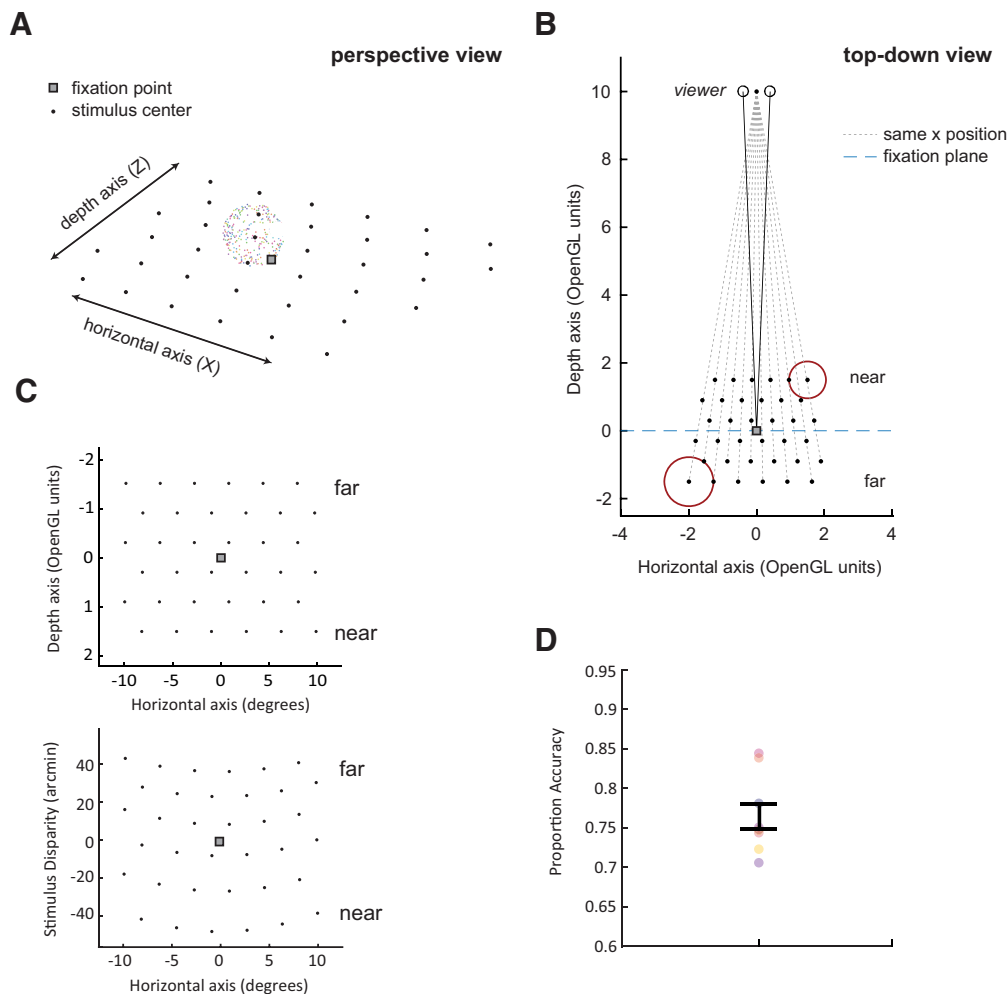 A
perspective view
fixation point
stimulus center
depth axis (Z)
horizontal axis (X)
B
top-down view
viewer
same x position
fixation plane
Depth axis (OpenGL units)
10
8
6
4
2
0
-2
near
far
-4
-2
0
2
4
Horizontal axis (OpenGL units)
C
Depth axis (OpenGL units)
-2
-1
0
1
2
far
near
-10
-5
0
5
10
Horizontal axis (degrees)
Stimulus Disparity (arcmin)
40
20
0
-20
-40
far
near
-10
-5
0
5
10
Horizontal axis (degrees)
D
Proportion Accuracy
0.95
0.9
0.85
0.8
0.75
0.7
0.65
0.6